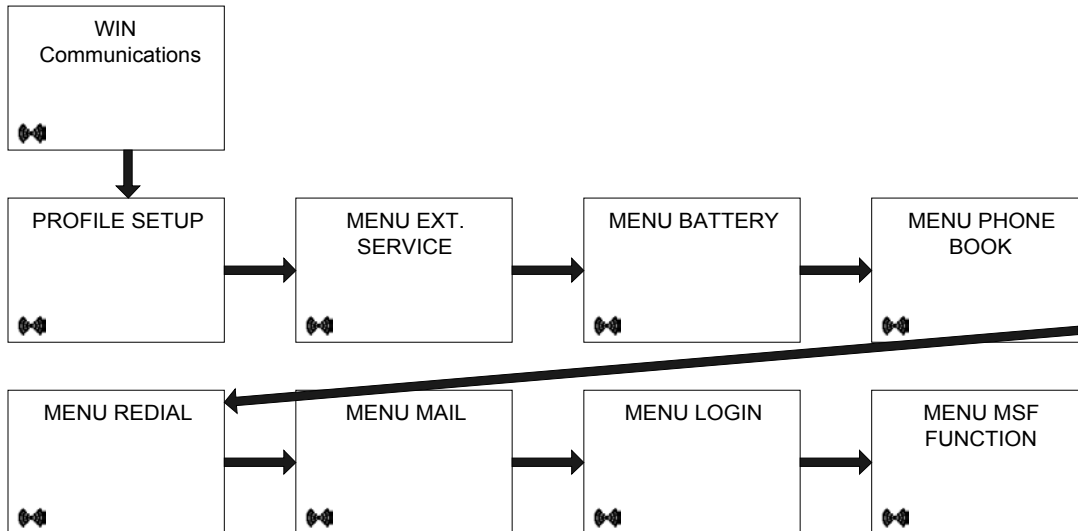 WIN
Communications
PROFILE SETUP
MENU EXT.
SERVICE
MENU BATTERY
MENU PHONE
BOOK
MENU REDIAL
MENU MAIL
MENU LOGIN
MENU MSF
FUNCTION